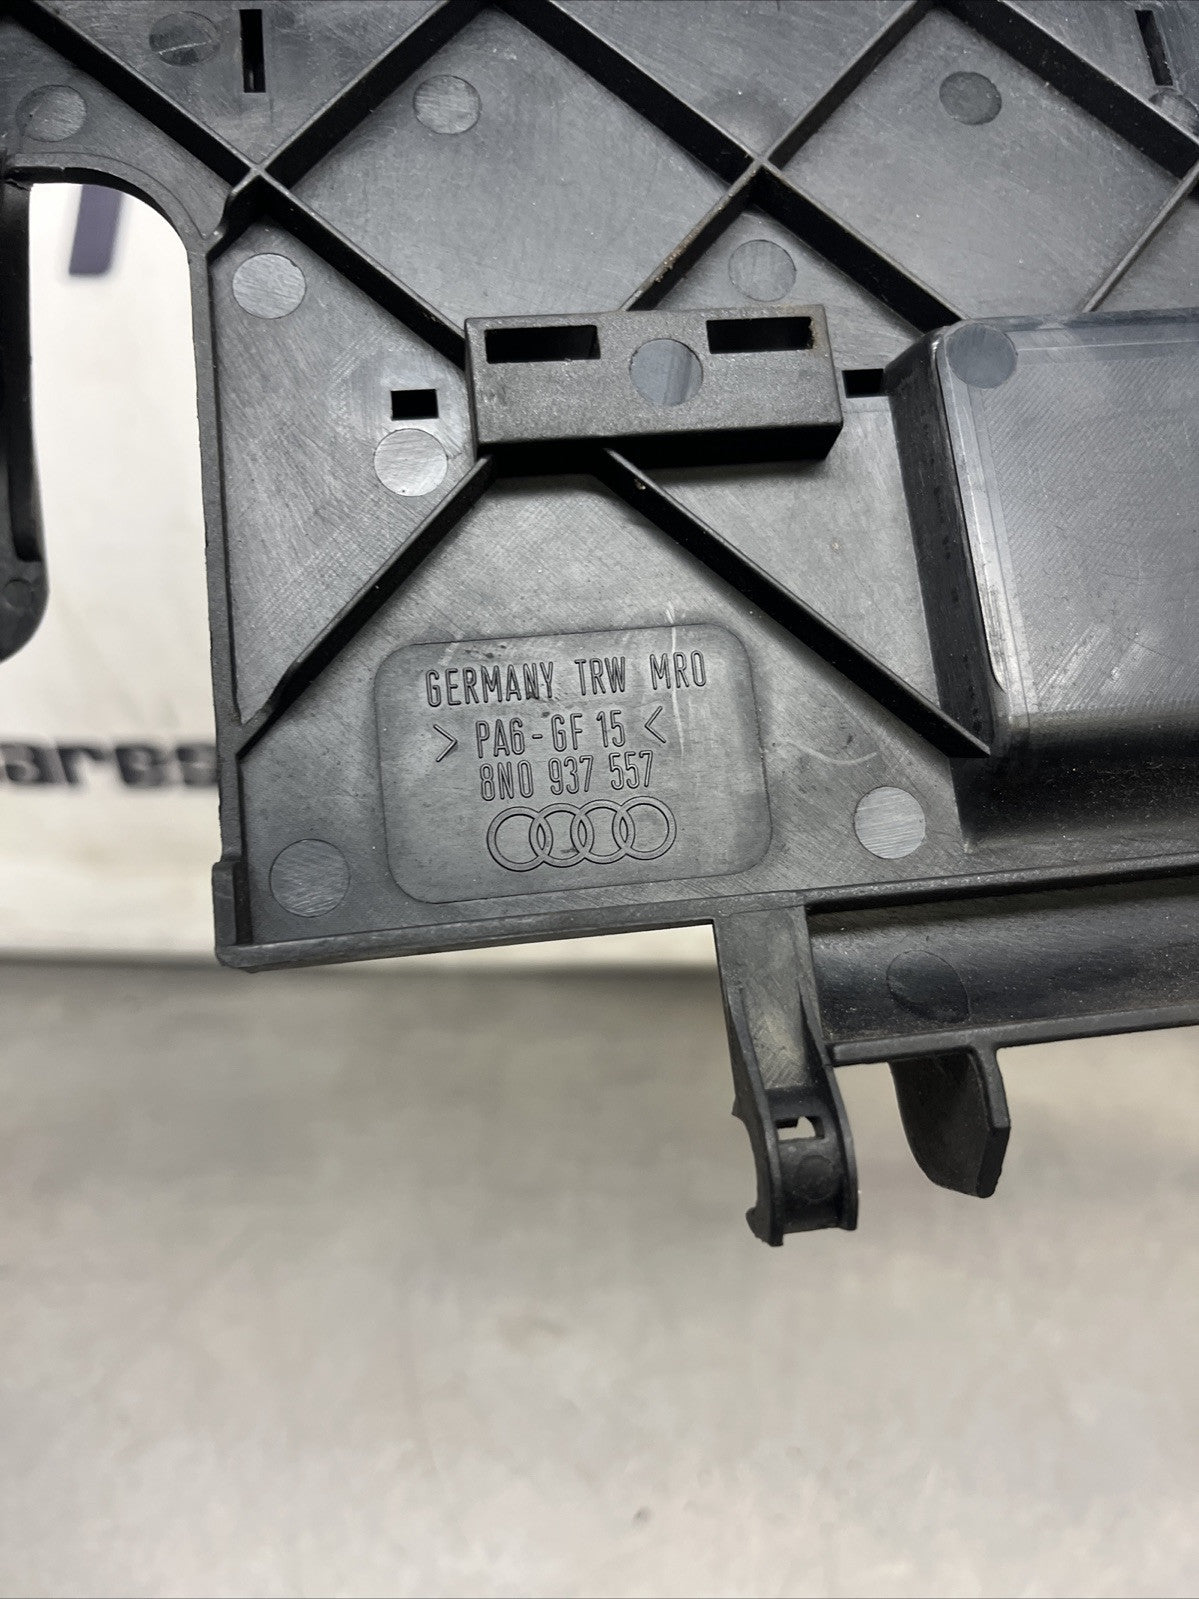 GERMANY TRW MRO
> PA6-GF 15 <
8N0 937 557